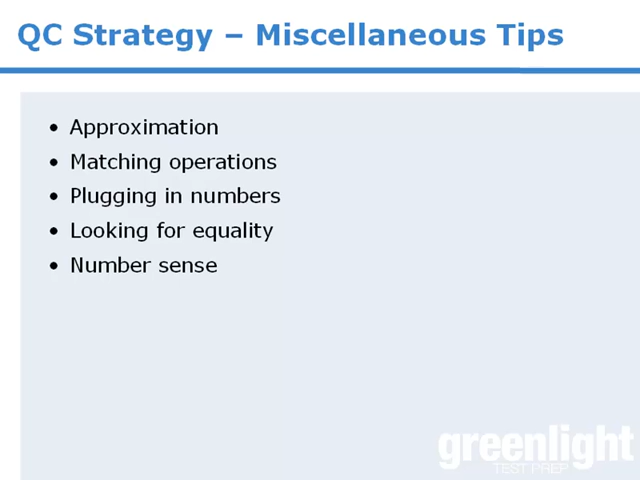 QC Strategy – Miscellaneous Tips
• Approximation
• Matching operations
• Plugging in numbers
• Looking for equality
• Number sense
greenlight
TEST PREP